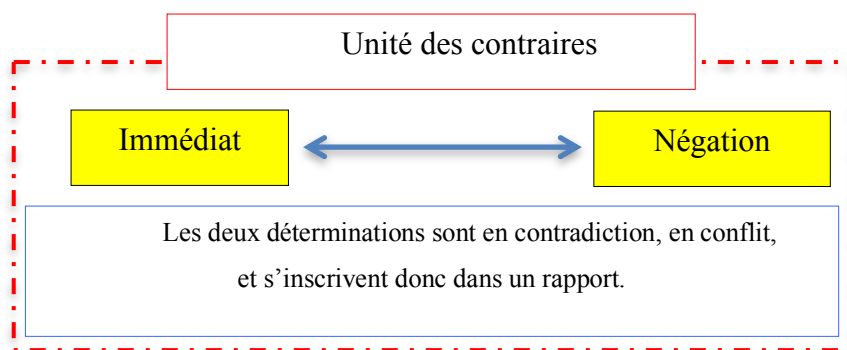 Unité des contraires
Immédiat
Négation
Les deux déterminations sont en contradiction, en conflit,
et s’inscrivent donc dans un rapport.